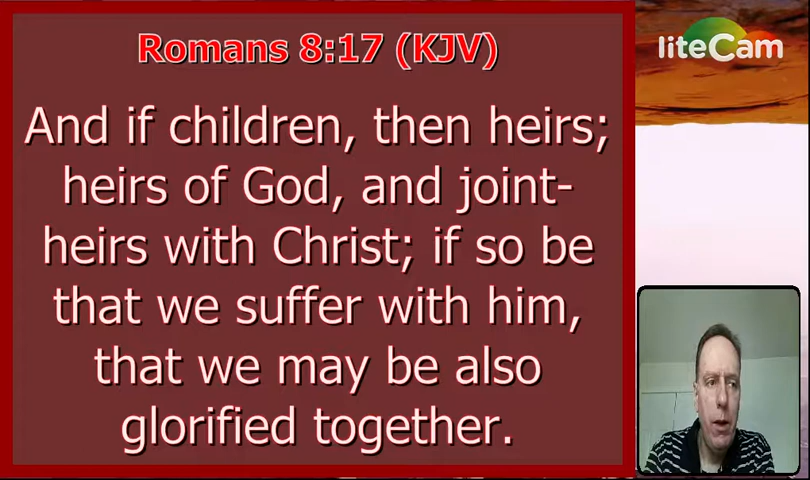 Romans 8:17 (KJV)
liteCam
And if children, then heirs;
heirs of God, and joint-
heirs with Christ; if so be
that we suffer with him,
that we may be also
glorified together.